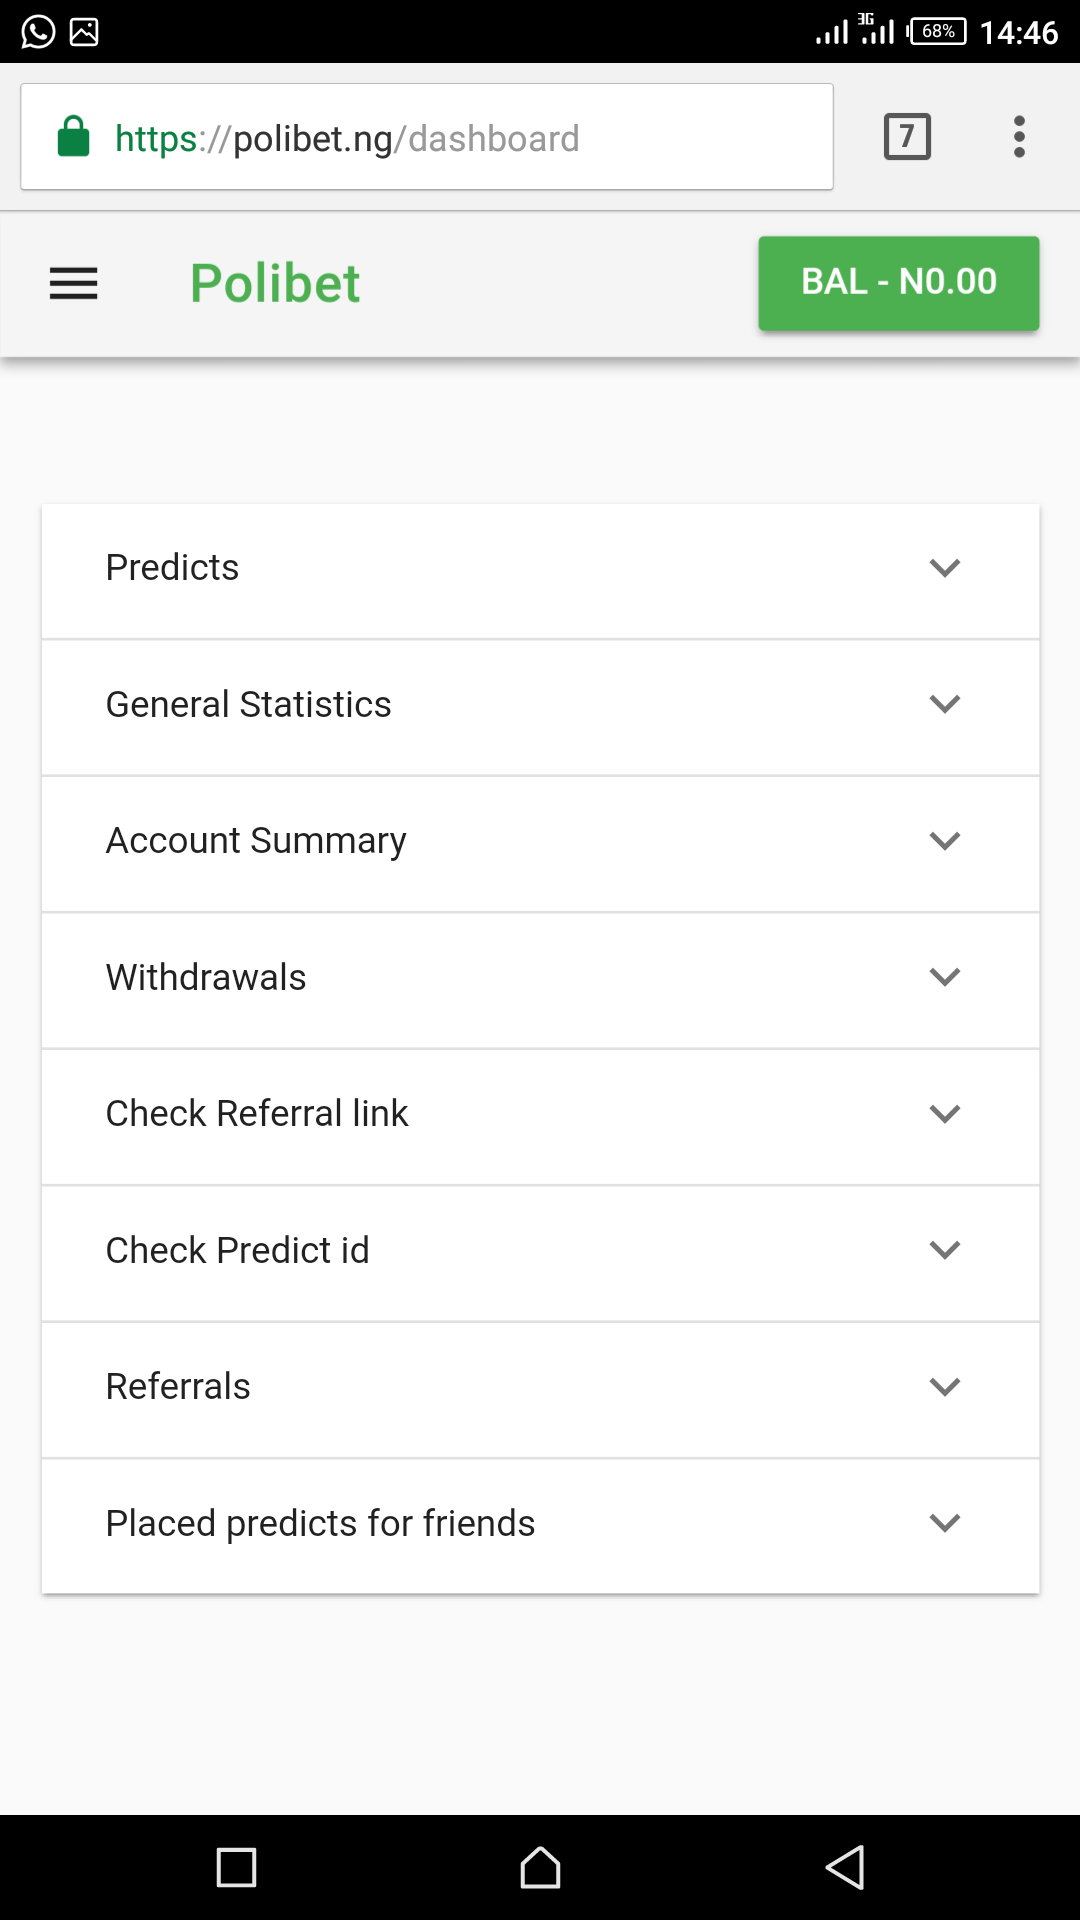 3G
68%
14:46
https://polibet.ng/dashboard
7
Polibet
BAL - N0.00
Predicts
General Statistics
Account Summary
Withdrawals
Check Referral link
Check Predict id
Referrals
Placed predicts for friends